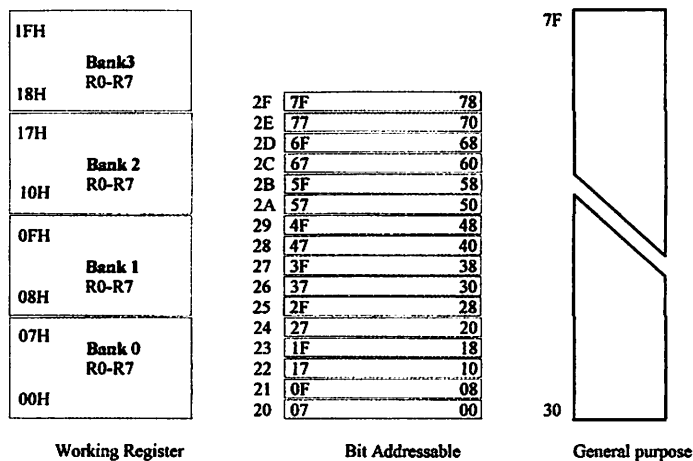 1FH
Bank3
R0-R7
18H
17H
Bank 2
R0-R7
10H
0FH
Bank 1
R0-R7
08H
07H
Bank 0
R0-R7
00H
Working Register
2F 7F 78
2E 77 70
2D 6F 68
2C 67 60
2B 5F 58
2A 57 50
29 4F 48
28 47 40
27 3F 38
26 37 30
25 2F 28
24 27 20
23 1F 18
22 17 10
21 0F 08
20 07 00
Bit Addressable
7F
30
General purpose